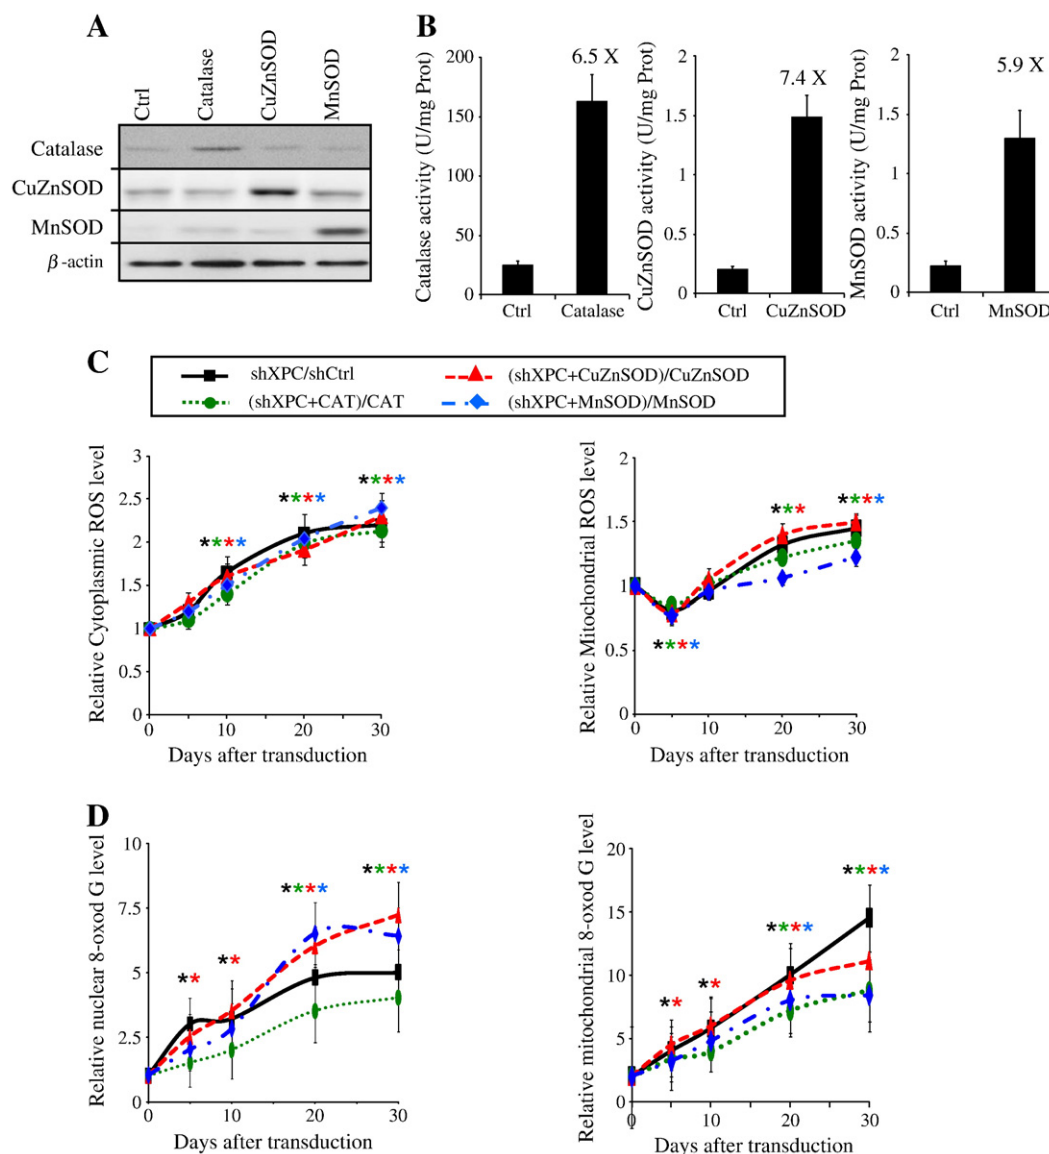 A
Ctrl
Catalase
CuZnSOD
MnSOD
Catalase
CuZnSOD
MnSOD
β-actin
B
Catalase activity (U/mg Prot)
200
150
100
50
0
6.5 X
Ctrl Catalase
CuZnSOD activity (U/mg Prot)
2
1.5
1
0.5
0
7.4 X
Ctrl CuZnSOD
MnSOD activity (U/mg Prot)
2
1.5
1
0.5
0
5.9 X
Ctrl MnSOD
C
shXPC/shCtrl
(shXPC+CuZnSOD)/CuZnSOD
(shXPC+CAT)/CAT
(shXPC+MnSOD)/MnSOD
Relative Cytoplasmic ROS level
3
2.5
2
1.5
1
0.5
0
****
****
****
0 10 20 30
Days after transduction
Relative Mitochondrial ROS level
2
1.5
1
0.5
0
****
***
****
0 10 20 30
Days after transduction
D
Relative nuclear 8-oxod G level
10
7.5
5
2.5
0
**
**
****
****
0 10 20 30
Days after transduction
Relative mitochondrial 8-oxod G level
20
15
10
5
0
**
**
****
****
0 10 20 30
Days after transduction